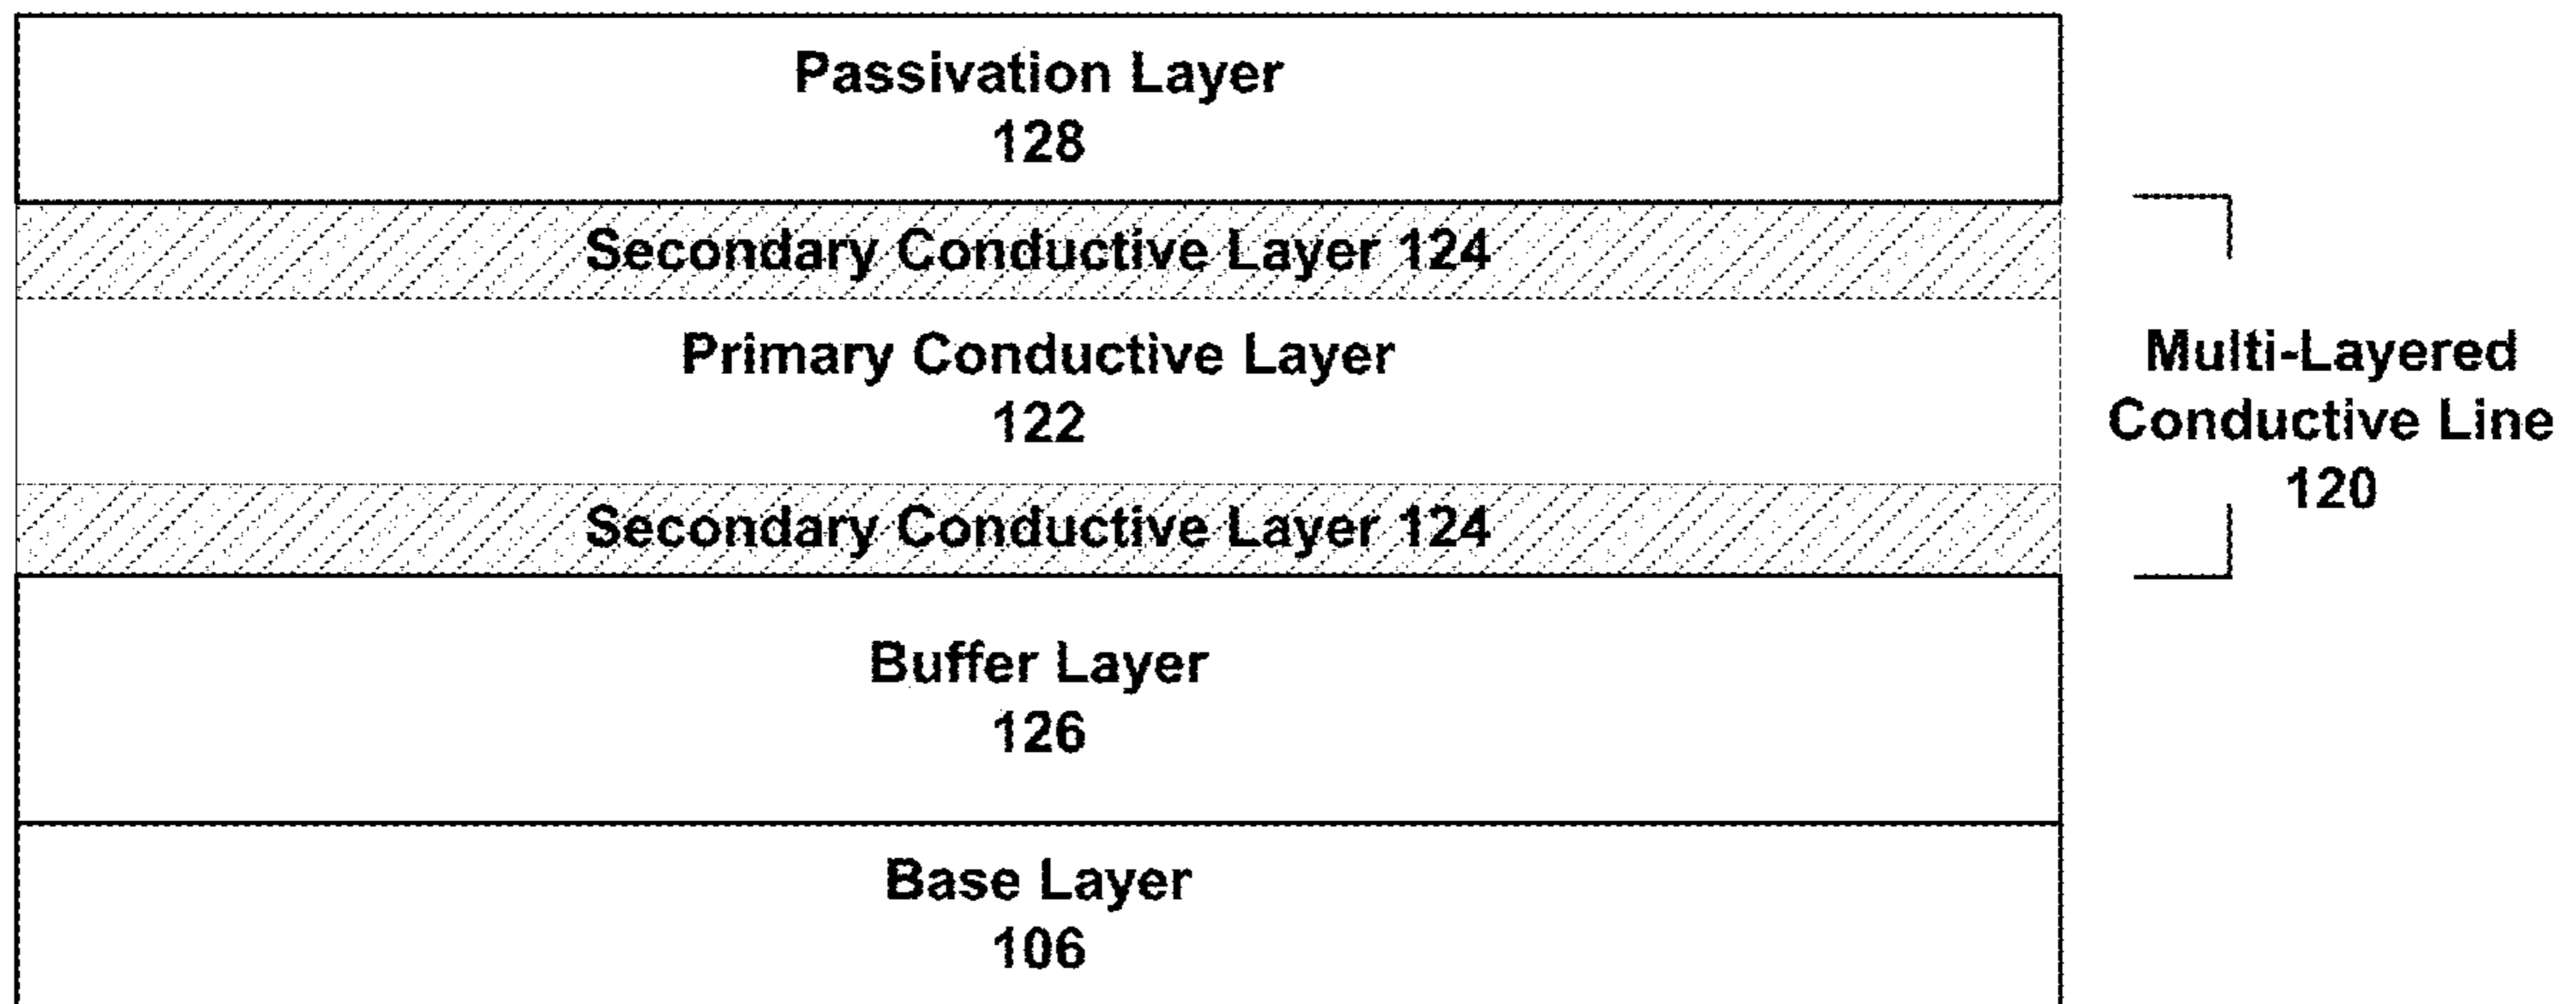 Passivation Layer
128
Secondary Conductive Layer 124
Primary Conductive Layer
122
Secondary Conductive Layer 124
Multi-Layered
Conductive Line
120
Buffer Layer
126
Base Layer
106